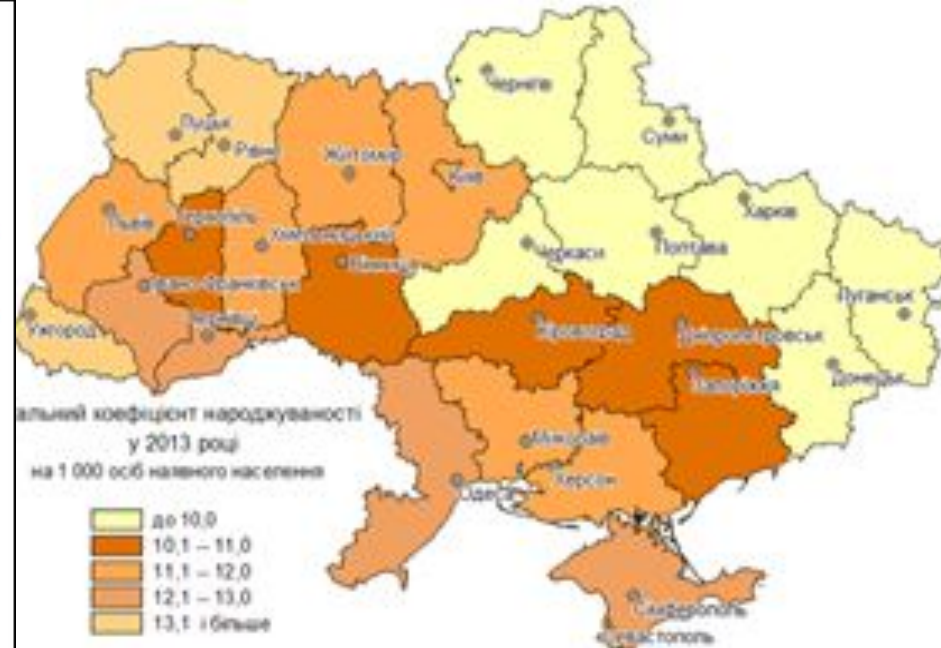 Чернігів
Суми
Луцьк
Рівне
Житомир
Київ
Львів
Тернопіль
Хмельницький
Вінниця
Черкаси
Полтава
Харків
Луганськ
Івано-Франківськ
Ужгород
Чернівці
Кіровоград
Дніпропетровськ
Донецьк
Запоріжжя
альний коефіцієнт народжуваності
у 2013 році
на 1 000 осіб наявного населення
Миколаїв
Херсон
Одеса
до 10,0
10,1 – 11,0
11,1 – 12,0
12,1 – 13,0
13,1 і більше
Сімферополь
Севастополь